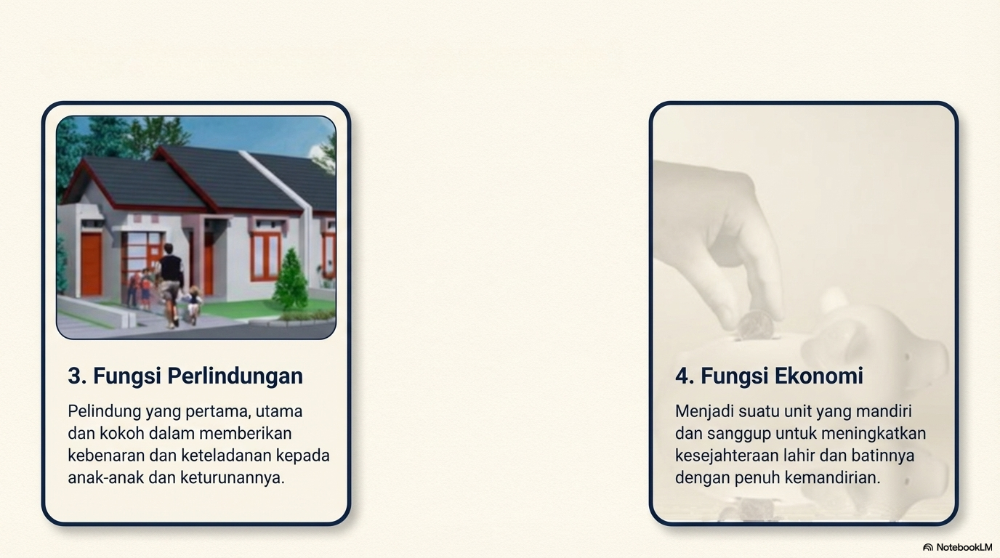 3. Fungsi Perlindungan
Pelindung yang pertama, utama
dan kokoh dalam memberikan
kebenaran dan keteladanan kepada
anak-anak dan keturunannya.
4. Fungsi Ekonomi
Menjadi suatu unit yang mandiri
dan sanggup untuk meningkatkan
kesejahteraan lahir dan batinnya
dengan penuh kemandirian.
NotebookLM